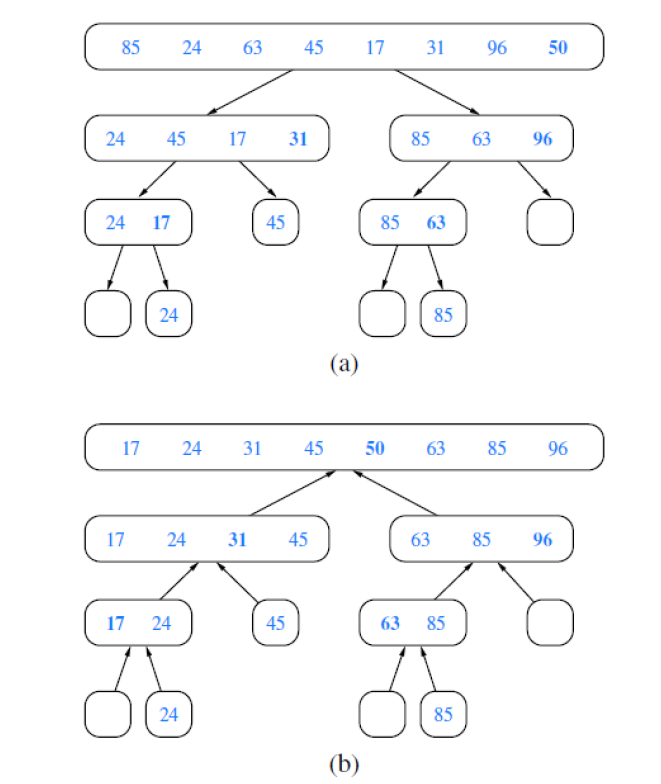 85 24 63 45 17 31 96 50
24 45 17 31 85 63 96
24 17 45 85 63
24 85
(a)
17 24 31 45 50 63 85 96
17 24 31 45 63 85 96
17 24 45 63 85
24 85
(b)